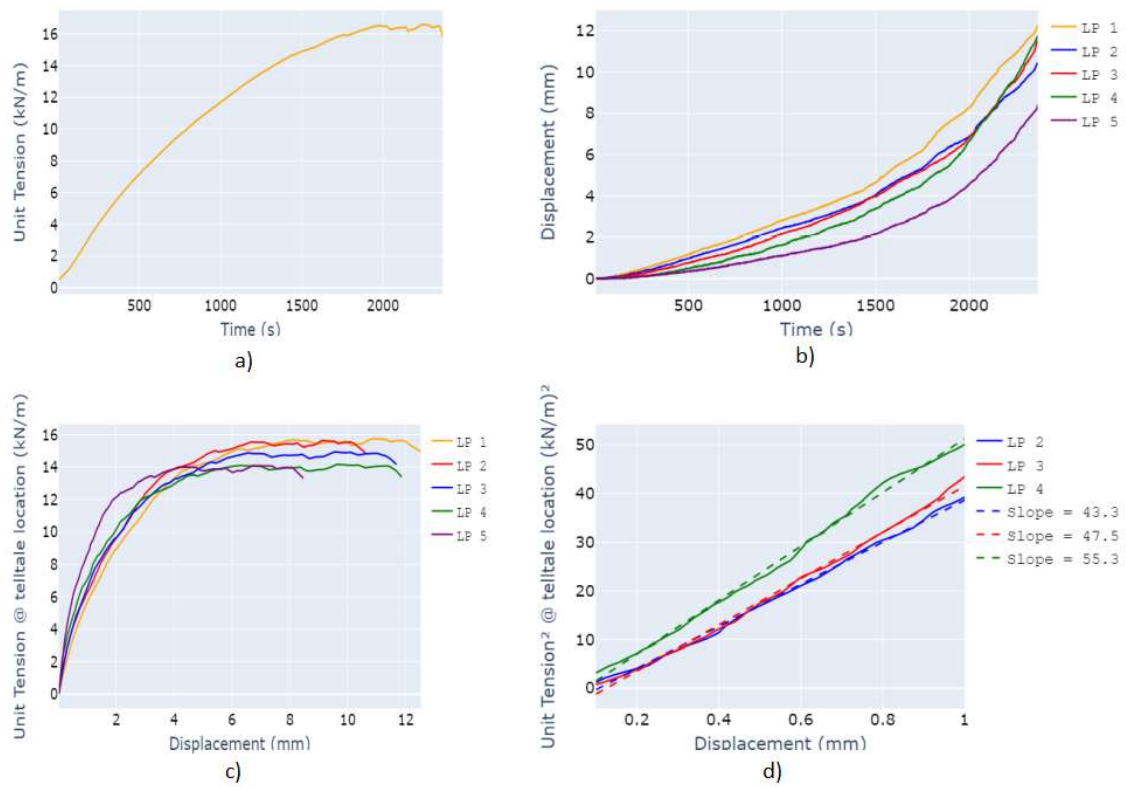 Unit Tension (kN/m)
16
14
12
10
8
6
4
2
0
500
1000
1500
2000
Time (s)
a)
Displacement (mm)
12
10
8
6
4
2
0
500
1000
1500
2000
Time (s)
b)
LP 1
LP 2
LP 3
LP 4
LP 5
Unit Tension @ telltale location (kN/m)
16
14
12
10
8
6
4
2
0
2
4
6
8
10
12
Displacement (mm)
c)
LP 1
LP 2
LP 3
LP 4
LP 5
Unit Tension² @ telltale location (kN/m)²
50
40
30
20
10
0
0.2
0.4
0.6
0.8
1
Displacement (mm)
d)
LP 2
LP 3
LP 4
Slope = 43.3
Slope = 47.5
Slope = 55.3